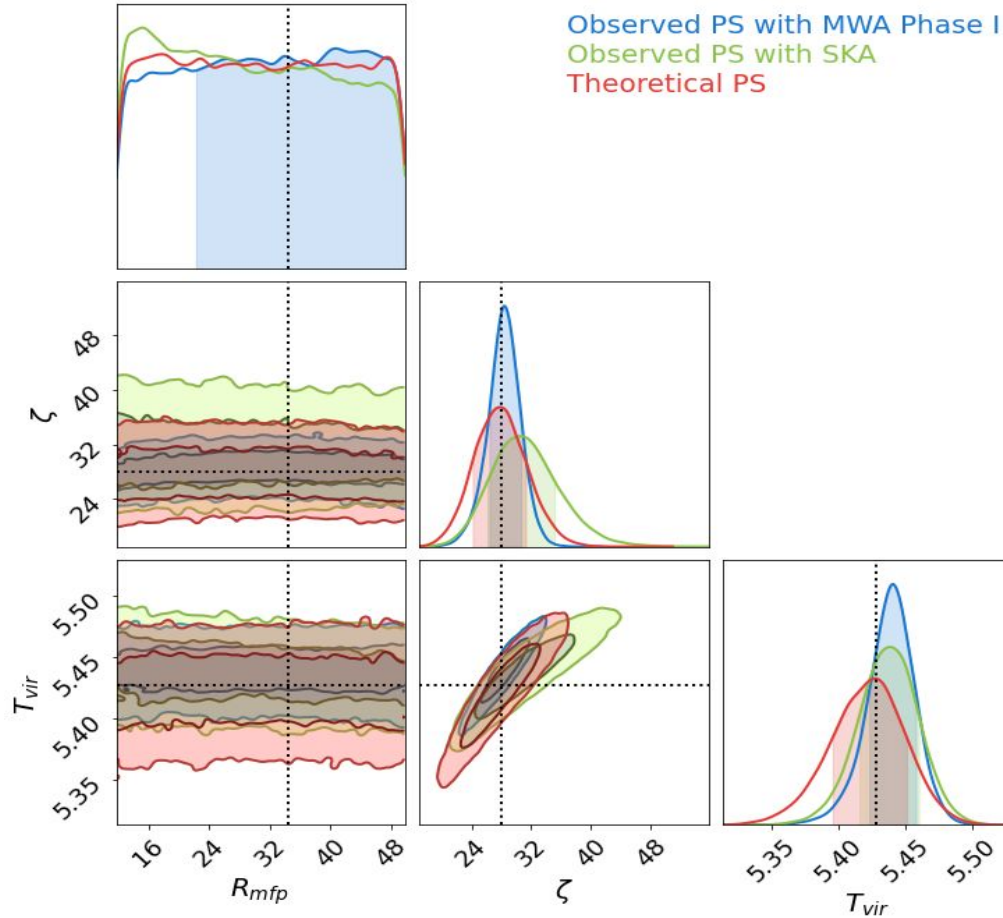 Observed PS with MWA Phase I
Observed PS with SKA
Theoretical PS
48
40
32
24
ζ
5.50
5.45
5.40
5.35
T_vir
16
24
32
40
48
R_mfp
24
32
40
48
ζ
5.35
5.40
5.45
5.50
T_vir